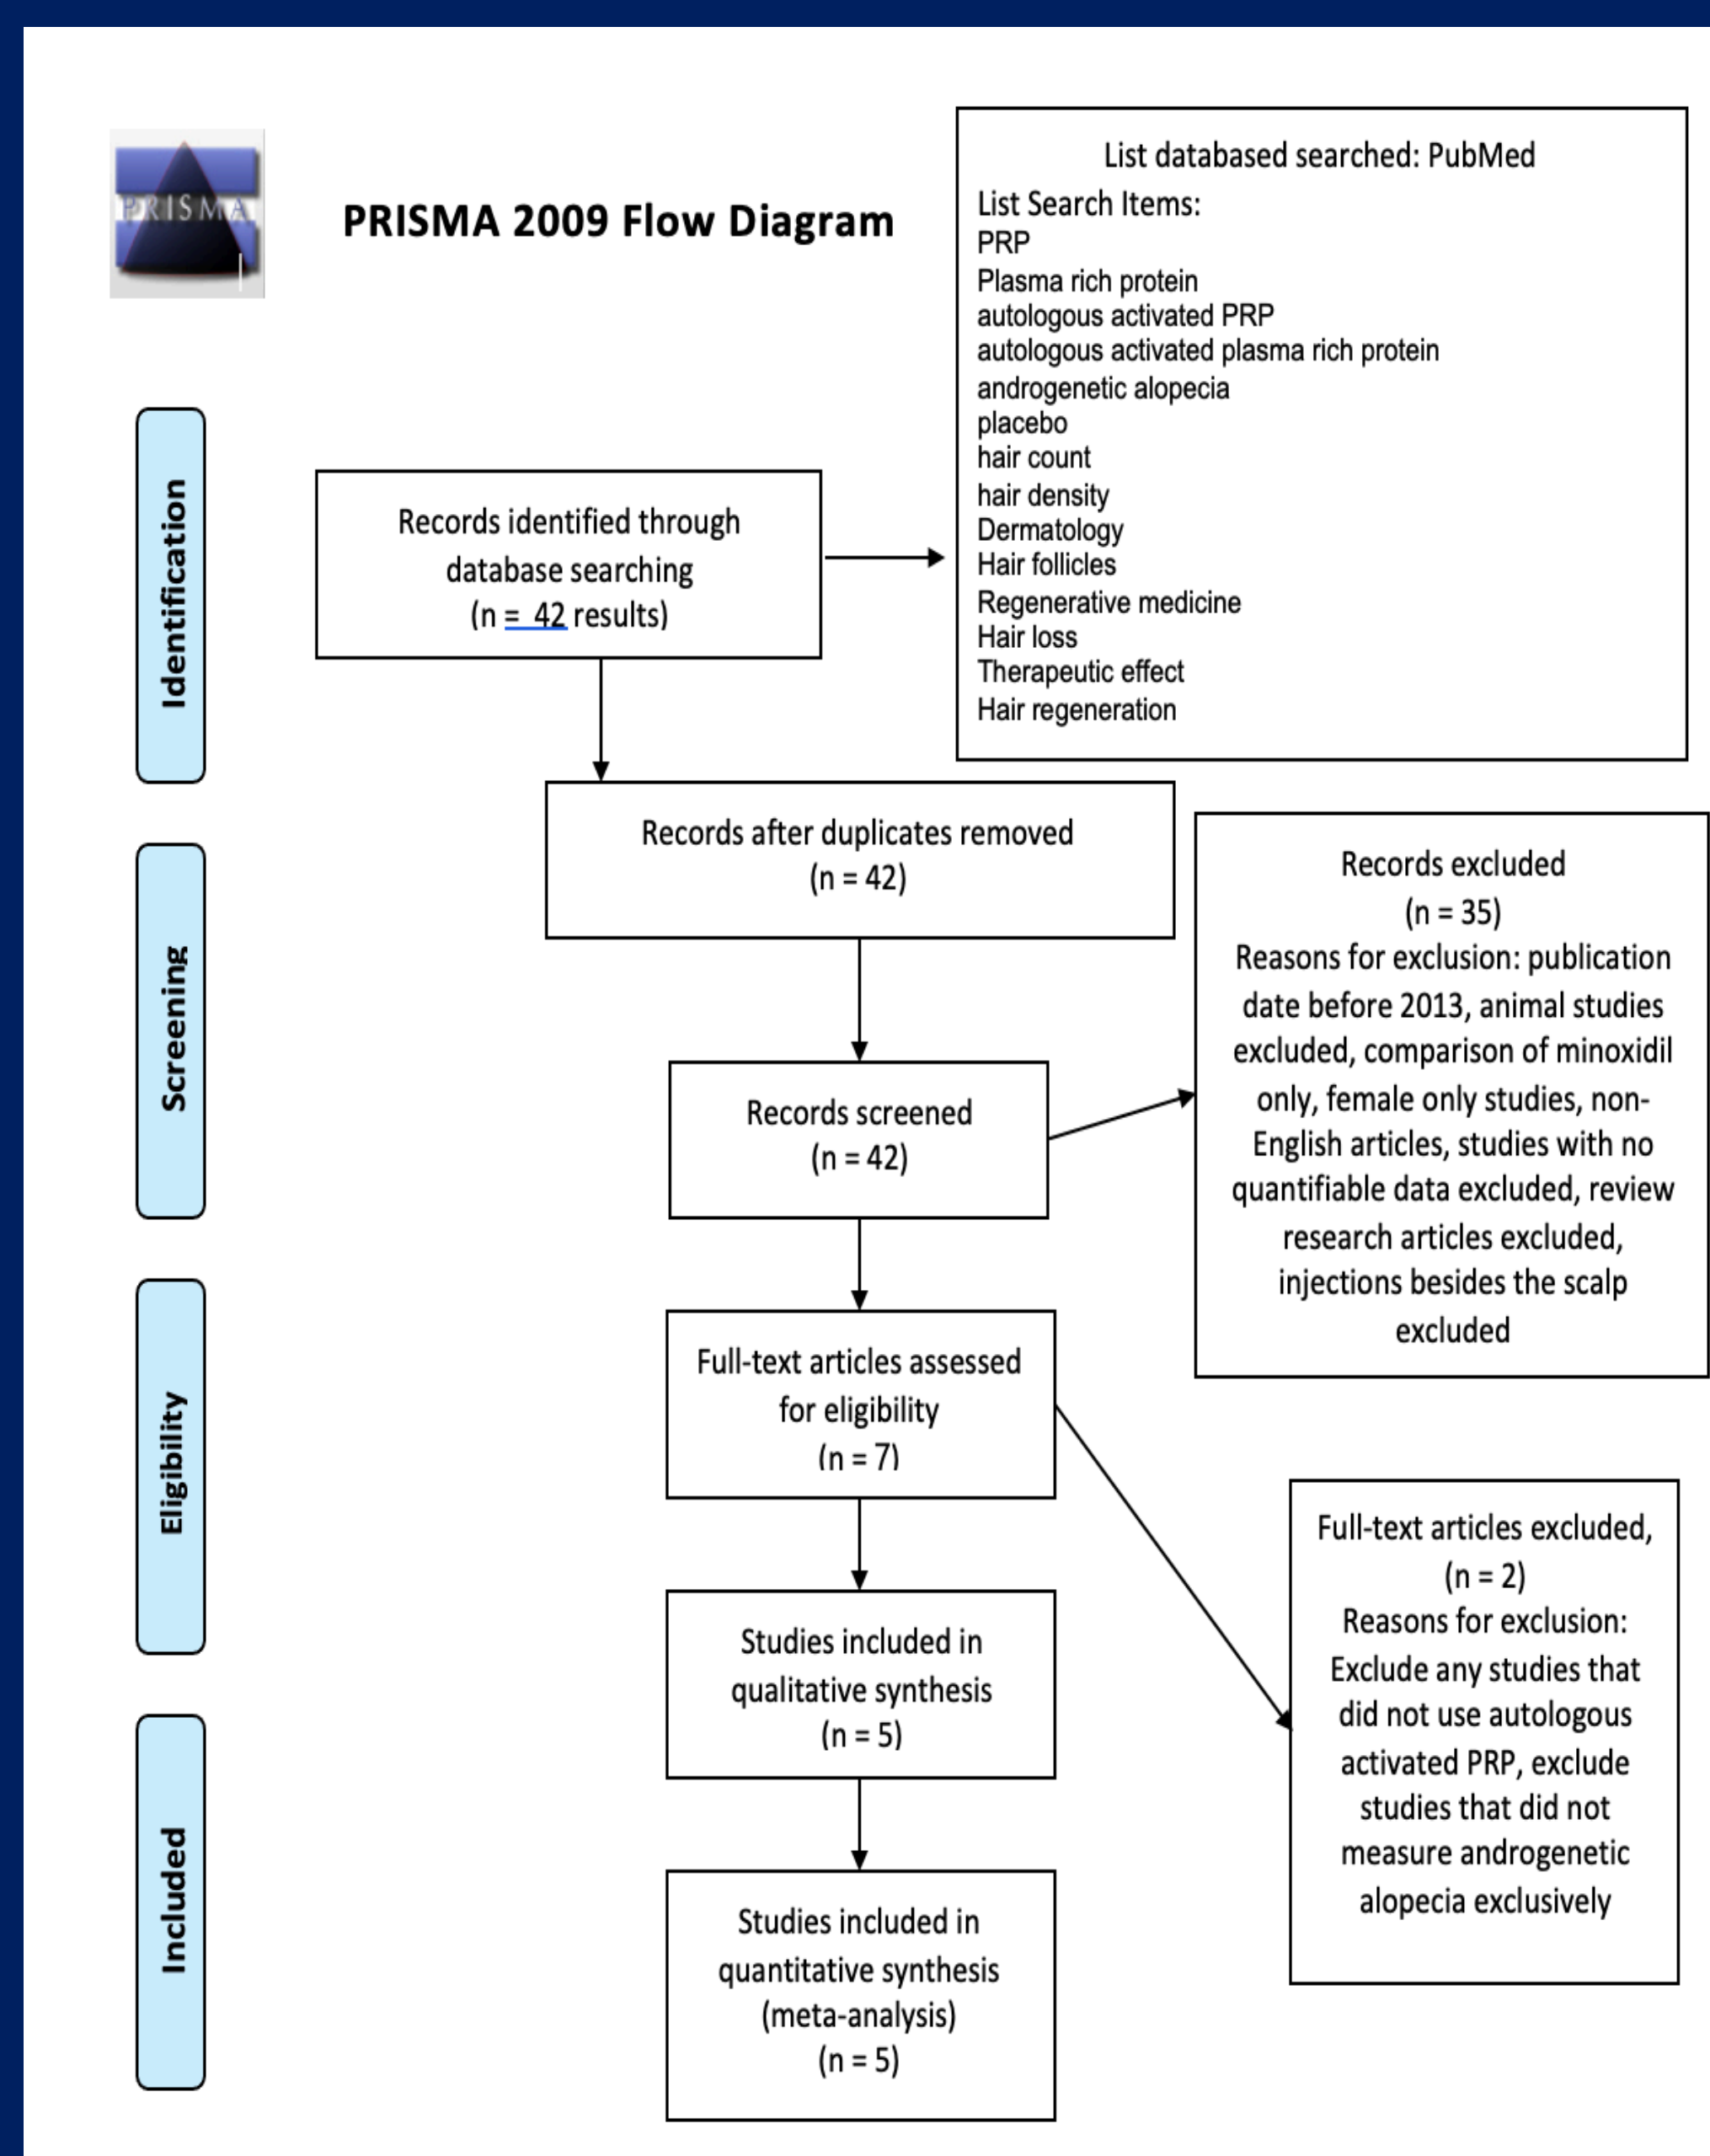 PRISMA
PRISMA 2009 Flow Diagram
List databased searched: PubMed
List Search Items:
PRP
Plasma rich protein
autologous activated PRP
autologous activated plasma rich protein
androgenetic alopecia
placebo
hair count
hair density
Dermatology
Hair follicles
Regenerative medicine
Hair loss
Therapeutic effect
Hair regeneration
Identification
Records identified through
database searching
(n = 42 results)
Records after duplicates removed
(n = 42)
Screening
Records screened
(n = 42)
Records excluded
(n = 35)
Reasons for exclusion: publication
date before 2013, animal studies
excluded, comparison of minoxidil
only, female only studies, non-
English articles, studies with no
quantifiable data excluded, review
research articles excluded,
injections besides the scalp
excluded
Eligibility
Full-text articles assessed
for eligibility
(n = 7)
Full-text articles excluded,
(n = 2)
Reasons for exclusion:
Exclude any studies that
did not use autologous
activated PRP, exclude
studies that did not
measure androgenetic
alopecia exclusively
Studies included in
qualitative synthesis
(n = 5)
Included
Studies included in
quantitative synthesis
(meta-analysis)
(n = 5)